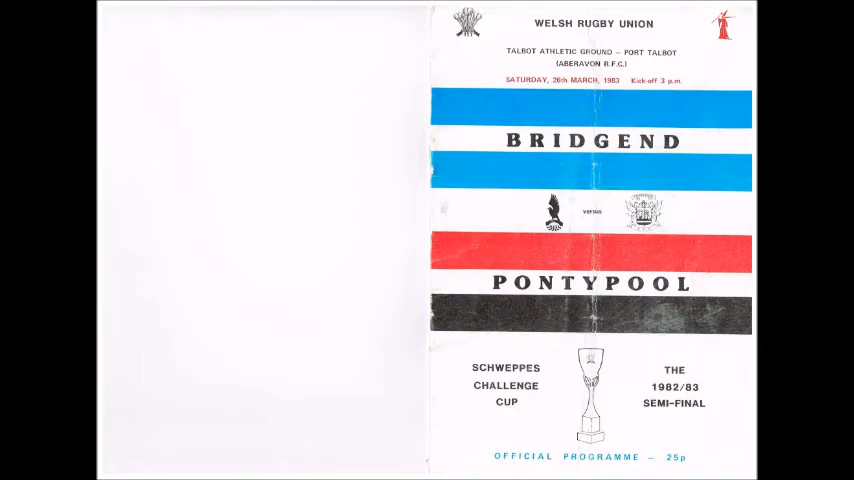 WELSH RUGBY UNION
TALBOT ATHLETIC GROUND – PORT TALBOT
(ABERAVON R.F.C.)
SATURDAY, 26th MARCH, 1983 Kick-off 3 p.m.
BRIDGEND
versus
PONTYPOOL
SCHWEPPES
CHALLENGE
CUP
THE
1982/83
SEMI–FINAL
OFFICIAL PROGRAMME – 25p